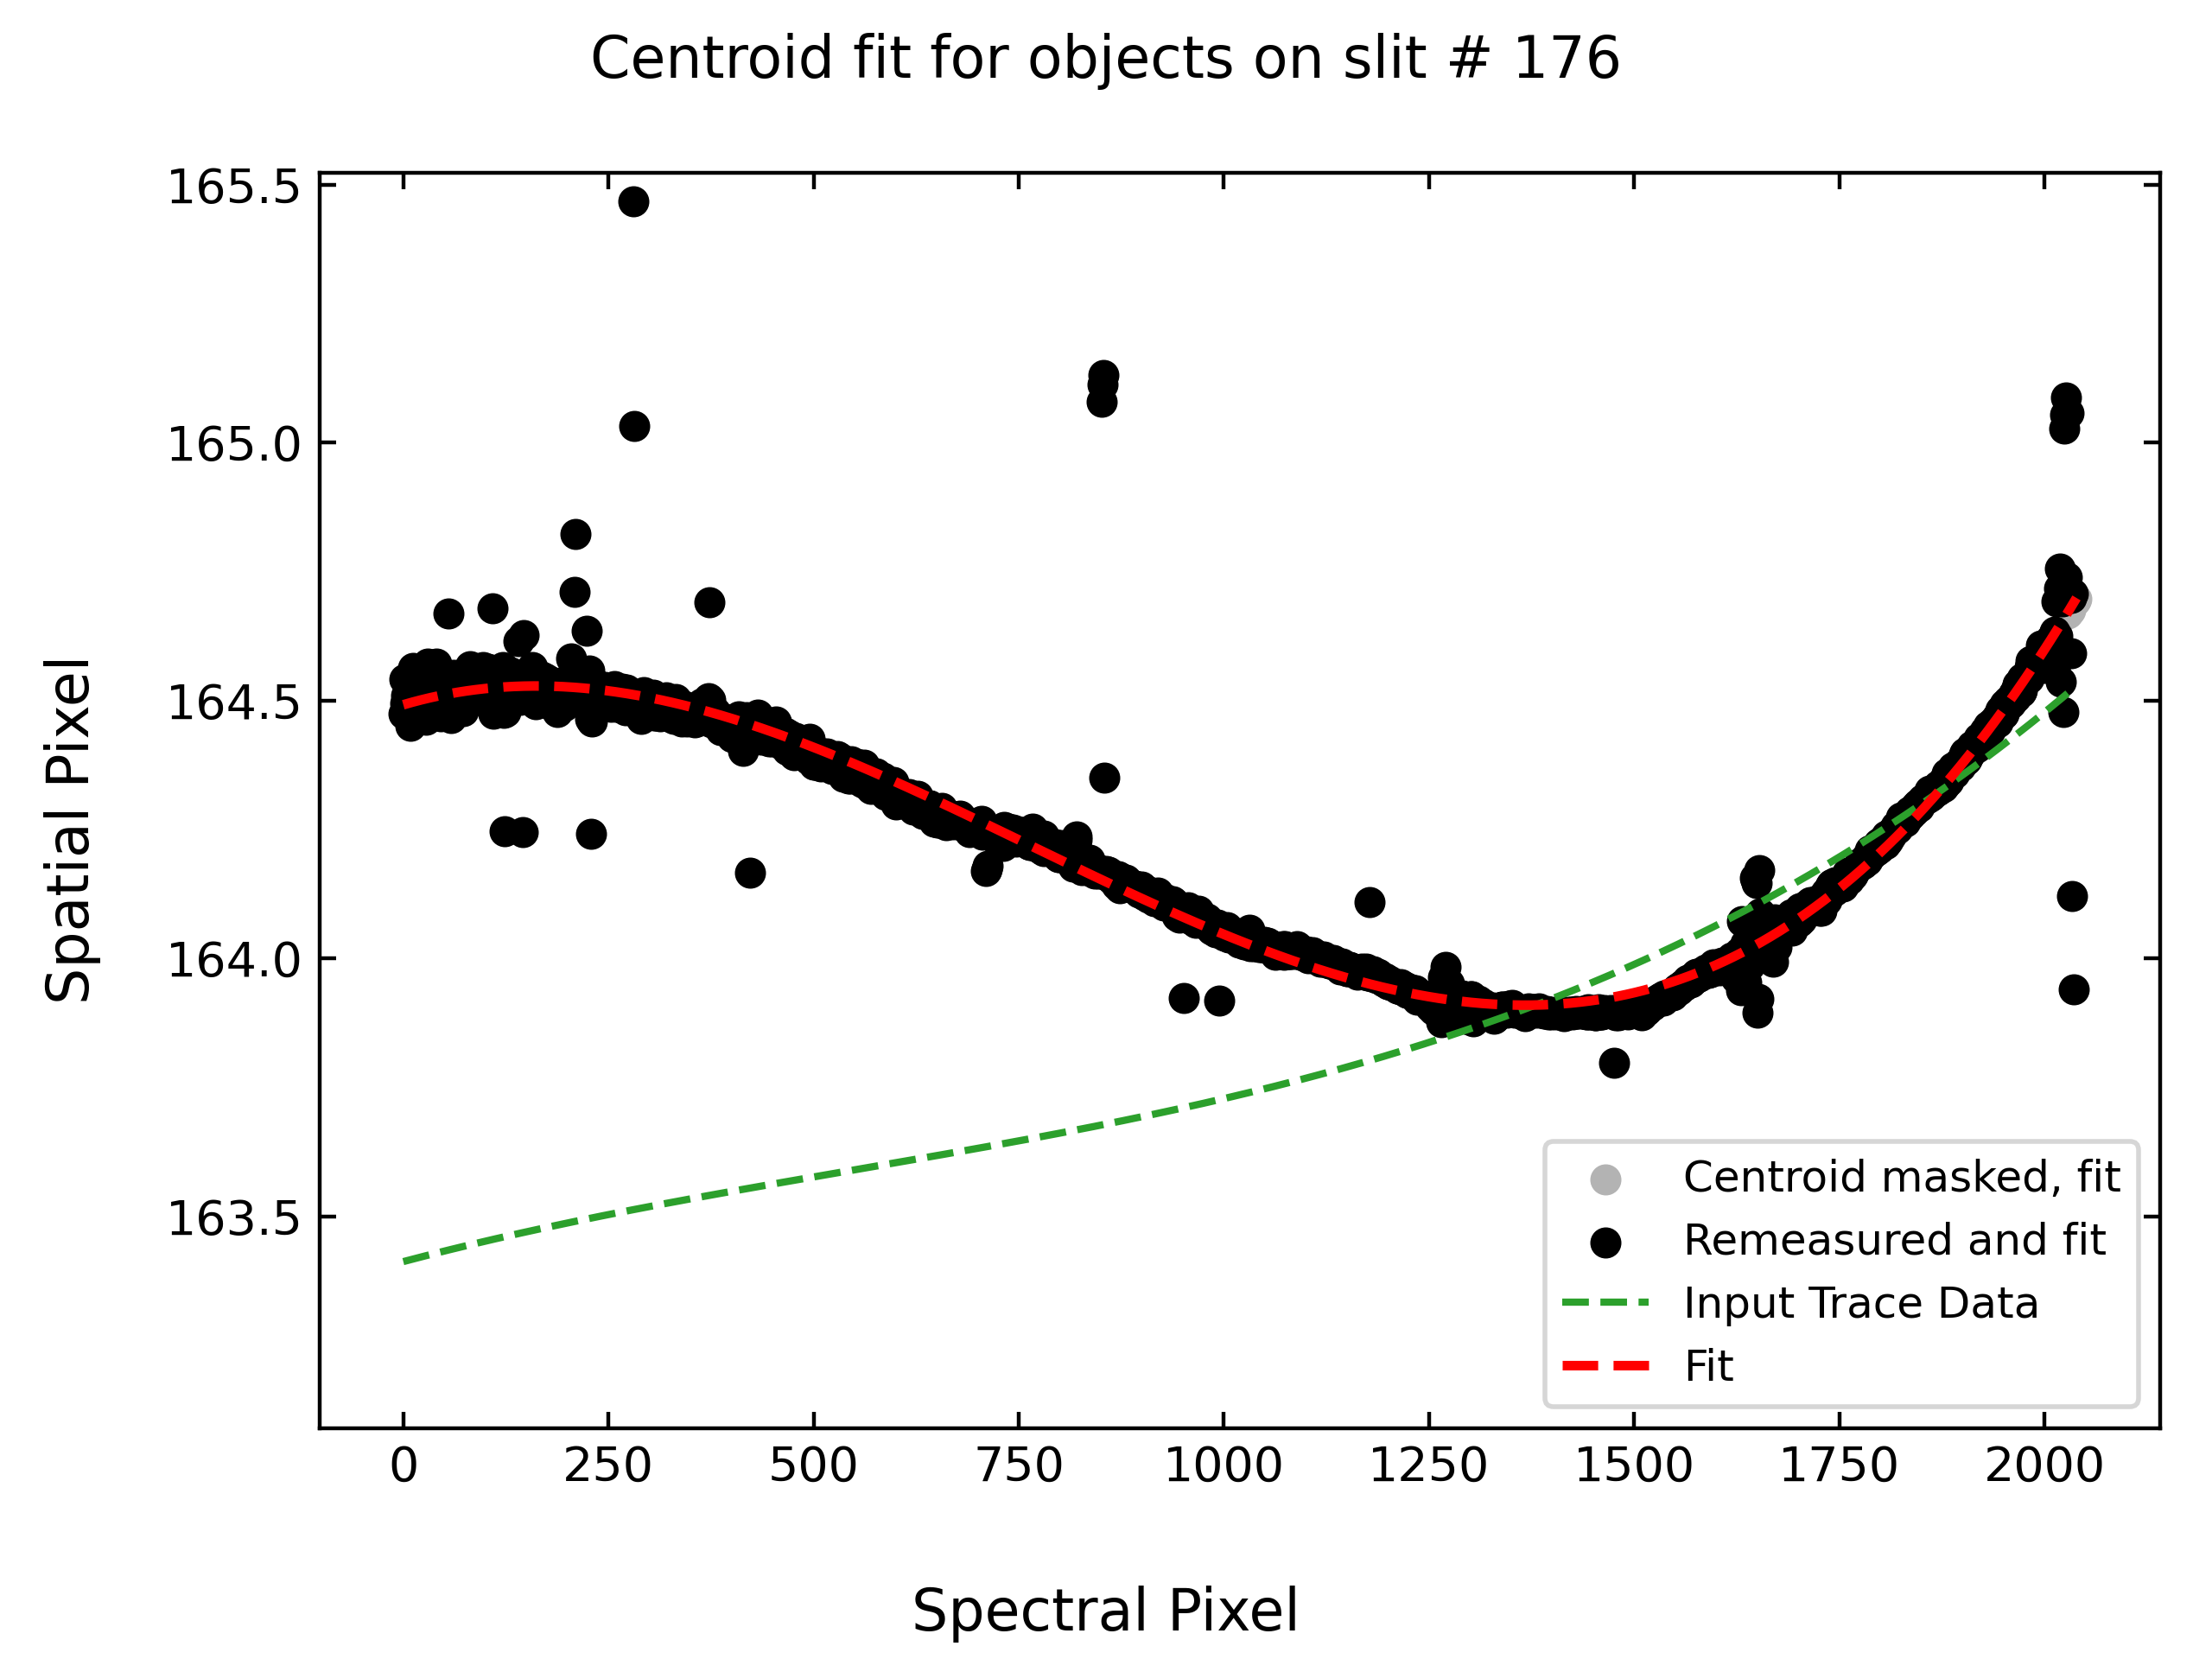 Centroid fit for objects on slit # 176
165.5
165.0
164.5
164.0
163.5
Spatial Pixel
0 250 500 750 1000 1250 1500 1750 2000
Spectral Pixel
Centroid masked, fit
Remeasured and fit
Input Trace Data
Fit